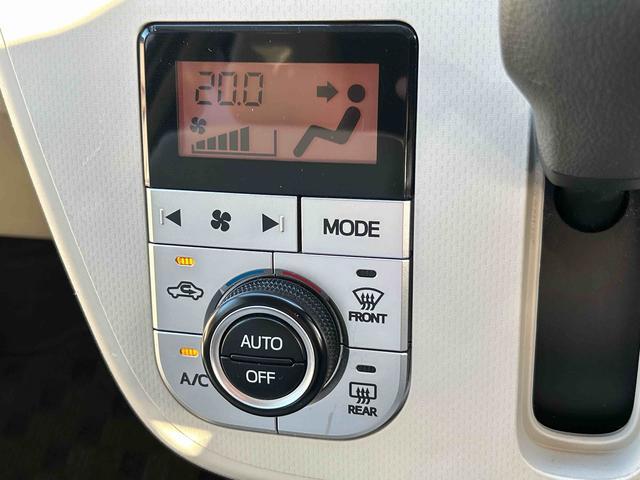 20.0
MODE
FRONT
AUTO
OFF
A/C
REAR